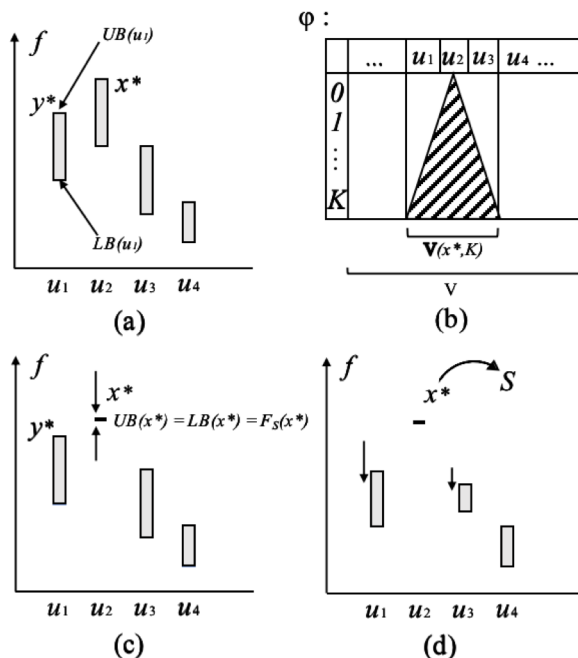 f
UB(u₁)
x*
y*
LB(u₁)
u₁ u₂ u₃ u₄
(a)
φ :
... u₁ u₂ u₃ u₄ ...
0
1
⋮
K
V(x*,K)
V
(b)
f
x*
UB(x*) = LB(x*) = Fₛ(x*)
y*
u₁ u₂ u₃ u₄
(c)
f
x* S
u₁ u₂ u₃ u₄
(d)